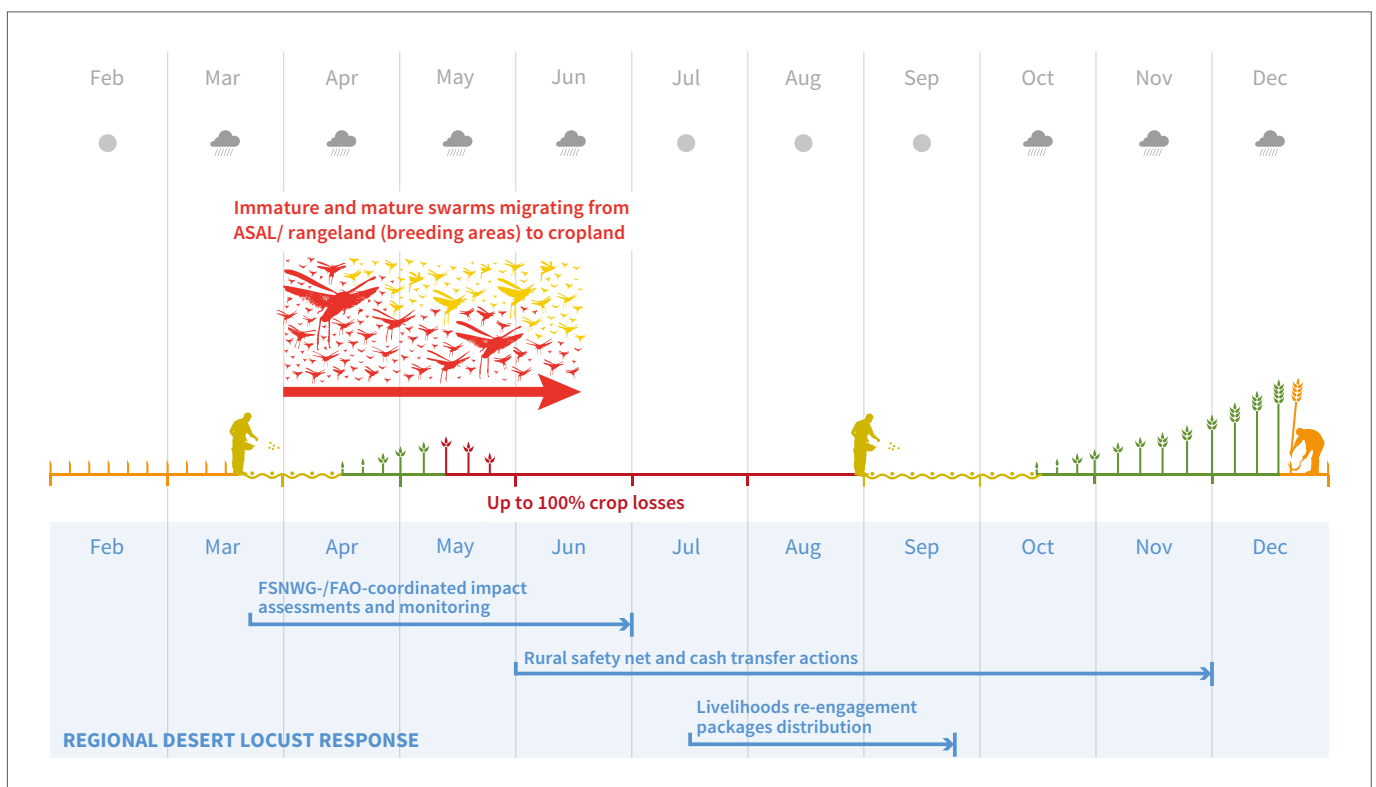 Feb Mar Apr May Jun Jul Aug Sep Oct Nov Dec
Immature and mature swarms migrating from
ASAL/ rangeland (breeding areas) to cropland
Up to 100% crop losses
Feb Mar Apr May Jun Jul Aug Sep Oct Nov Dec
FSNWG-/FAO-coordinated impact
assessments and monitoring
Rural safety net and cash transfer actions
Livelihoods re-engagement
packages distribution
REGIONAL DESERT LOCUST RESPONSE